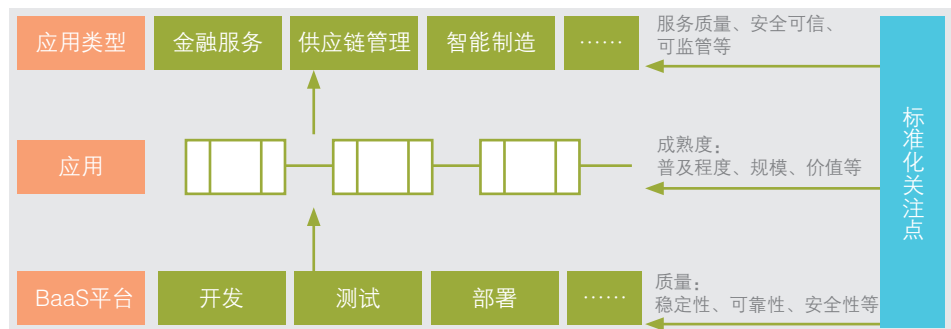 应用类型
金融服务
供应链管理
智能制造
……
服务质量、安全可信、
可监管等
应用
成熟度：
普及程度、规模、价值等
BaaS平台
开发
测试
部署
……
质量：
稳定性、可靠性、安全性等
标准化关注点